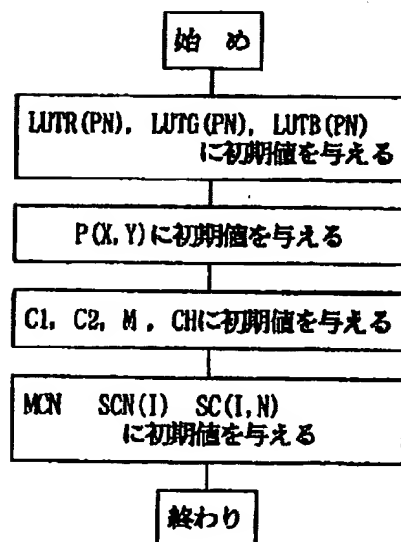 始 め
LUTR(PN), LUTG(PN), LUTB(PN)
に初期値を与える
P(X,Y)に初期値を与える
C1, C2, M , CHに初期値を与える
MCN SCN(I) SC(I,N)
に初期値を与える
終わり